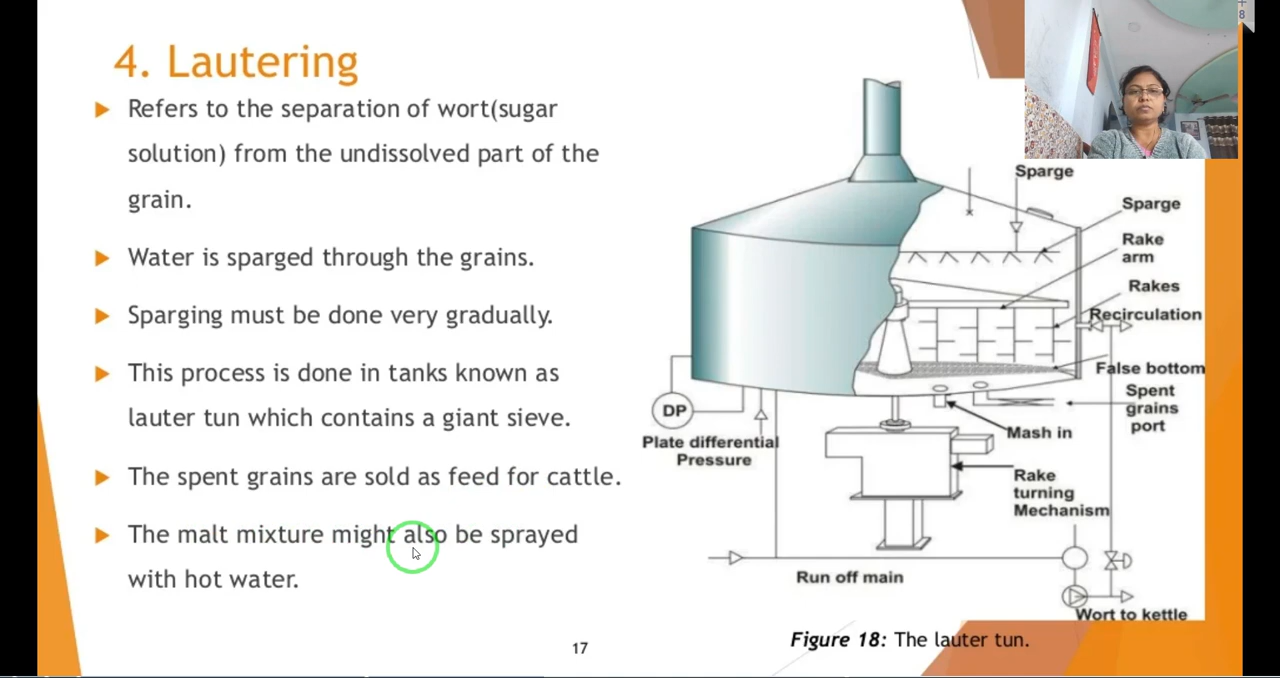 4. Lautering
Refers to the separation of wort(sugar
solution) from the undissolved part of the
grain.
Water is sparged through the grains.
Sparging must be done very gradually.
This process is done in tanks known as
lauter tun which contains a giant sieve.
The spent grains are sold as feed for cattle.
The malt mixture might also be sprayed
with hot water.
17
Sparge
Sparge
Rake
arm
Rakes
Recirculation
False bottom
Spent
grains
port
Mash in
DP
Plate differential
Pressure
Rake
turning
Mechanism
Run off main
Wort to kettle
Figure 18: The lauter tun.
+
8